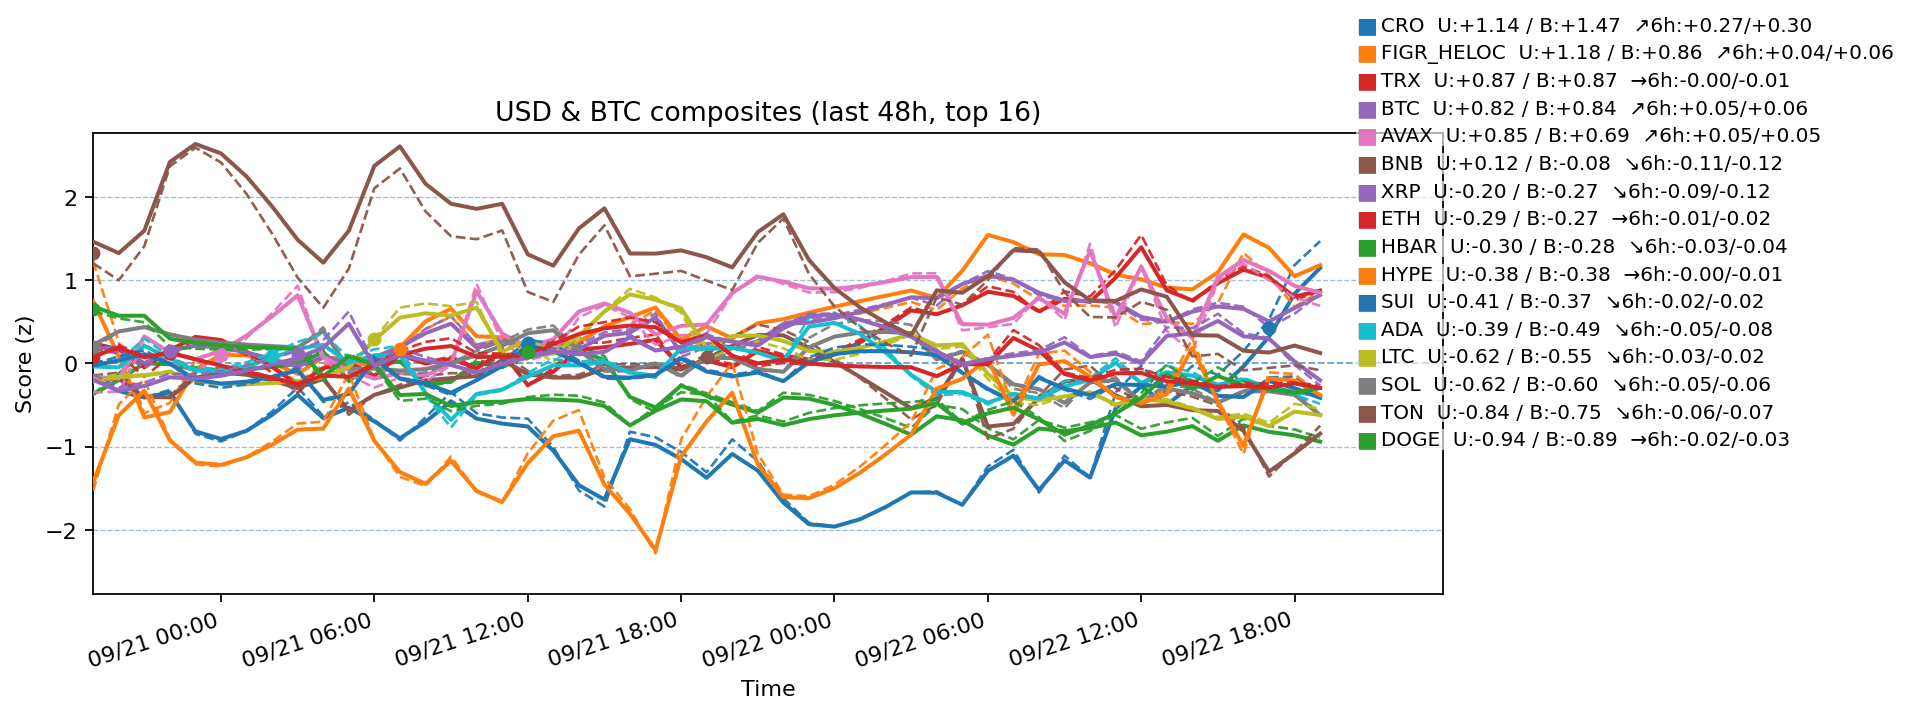 CRO U:+1.14 / B:+1.47 ↗6h:+0.27/+0.30
FIGR_HELOC U:+1.18 / B:+0.86 ↗6h:+0.04/+0.06
TRX U:+0.87 / B:+0.87 →6h:-0.00/-0.01
BTC U:+0.82 / B:+0.84 ↗6h:+0.05/+0.06
AVAX U:+0.85 / B:+0.69 ↗6h:+0.05/+0.05
BNB U:+0.12 / B:-0.08 ↘6h:-0.11/-0.12
XRP U:-0.20 / B:-0.27 ↘6h:-0.09/-0.12
ETH U:-0.29 / B:-0.27 →6h:-0.01/-0.02
HBAR U:-0.30 / B:-0.28 ↘6h:-0.03/-0.04
HYPE U:-0.38 / B:-0.38 →6h:-0.00/-0.01
SUI U:-0.41 / B:-0.37 ↘6h:-0.02/-0.02
ADA U:-0.39 / B:-0.49 ↘6h:-0.05/-0.08
LTC U:-0.62 / B:-0.55 ↘6h:-0.03/-0.02
SOL U:-0.62 / B:-0.60 ↘6h:-0.05/-0.06
TON U:-0.84 / B:-0.75 ↘6h:-0.06/-0.07
DOGE U:-0.94 / B:-0.89 →6h:-0.02/-0.03
USD & BTC composites (last 48h, top 16)
Score (z)
2
1
0
−1
−2
09/21 00:00
09/21 06:00
09/21 12:00
09/21 18:00
09/22 00:00
09/22 06:00
09/22 12:00
09/22 18:00
Time